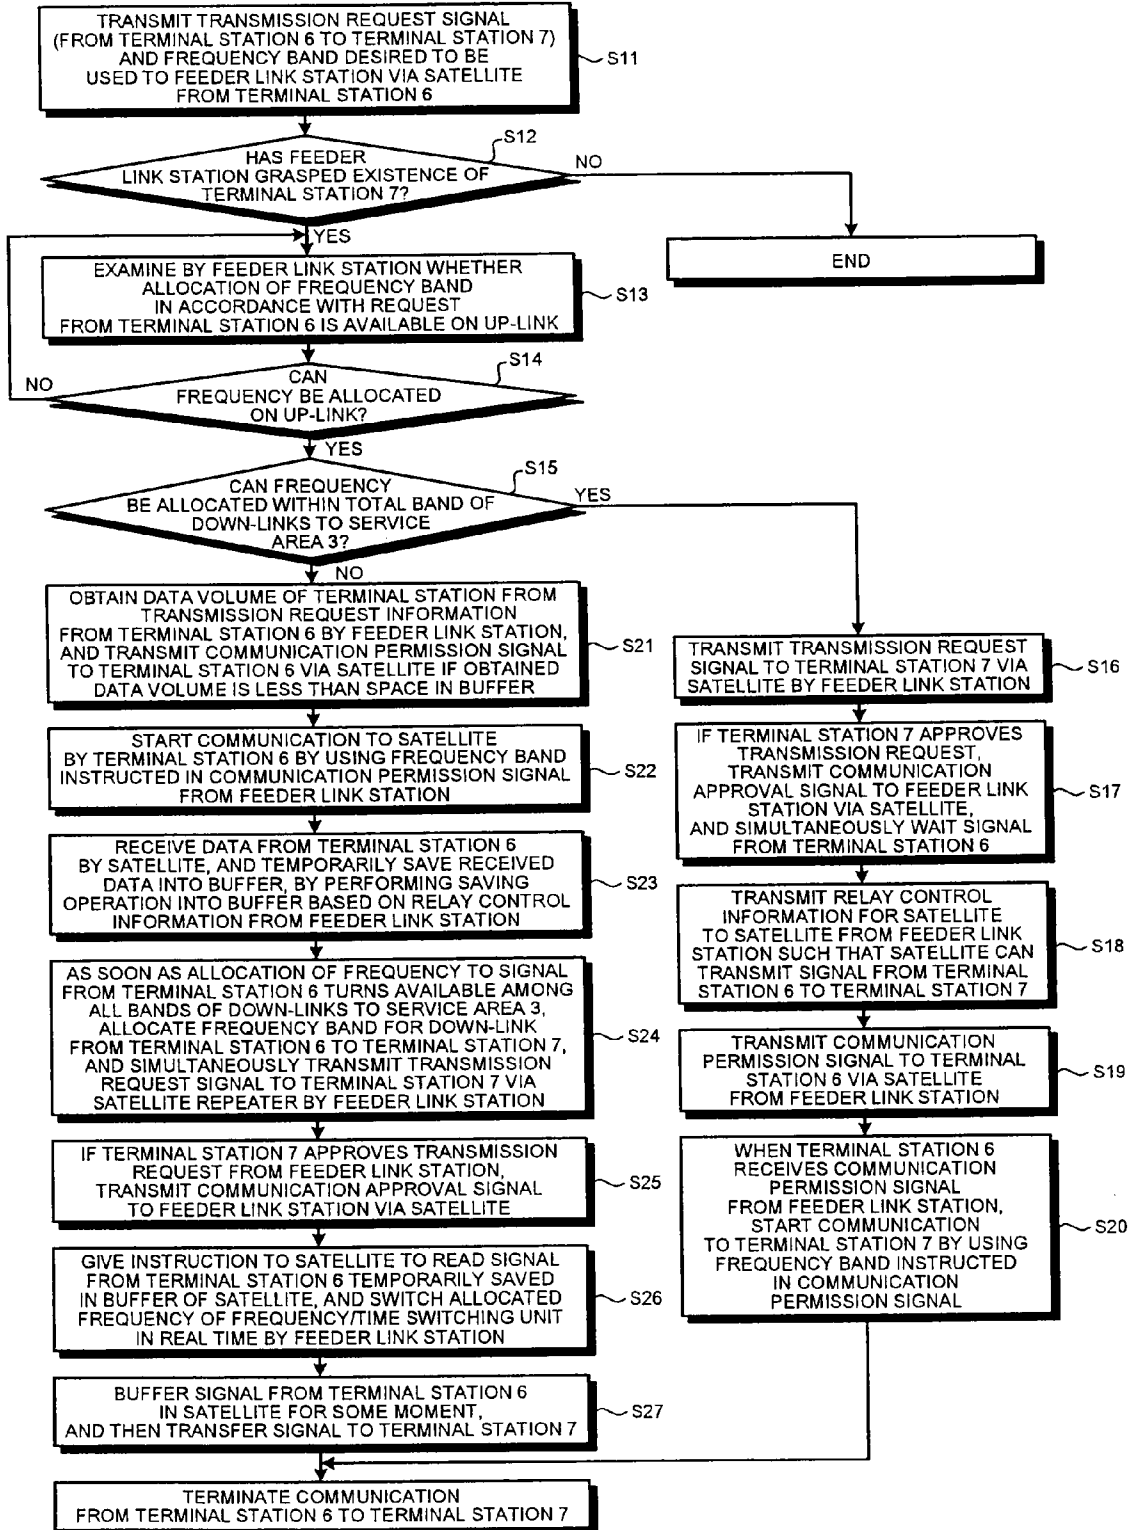 TRANSMIT TRANSMISSION REQUEST SIGNAL
(FROM TERMINAL STATION 6 TO TERMINAL STATION 7)
AND FREQUENCY BAND DESIRED TO BE
USED TO FEEDER LINK STATION VIA SATELLITE
FROM TERMINAL STATION 6
S11
HAS FEEDER
LINK STATION GRASPED EXISTENCE OF
TERMINAL STATION 7?
S12
NO
YES
END
EXAMINE BY FEEDER LINK STATION WHETHER
ALLOCATION OF FREQUENCY BAND
IN ACCORDANCE WITH REQUEST
FROM TERMINAL STATION 6 IS AVAILABLE ON UP-LINK
S13
CAN
FREQUENCY BE ALLOCATED
ON UP-LINK?
S14
NO
YES
CAN FREQUENCY
BE ALLOCATED WITHIN TOTAL BAND OF
DOWN-LINKS TO SERVICE
AREA 3?
S15
YES
NO
OBTAIN DATA VOLUME OF TERMINAL STATION FROM
TRANSMISSION REQUEST INFORMATION
FROM TERMINAL STATION 6 BY FEEDER LINK STATION,
AND TRANSMIT COMMUNICATION PERMISSION SIGNAL
TO TERMINAL STATION 6 VIA SATELLITE IF OBTAINED
DATA VOLUME IS LESS THAN SPACE IN BUFFER
S21
START COMMUNICATION TO SATELLITE
BY TERMINAL STATION 6 BY USING FREQUENCY BAND
INSTRUCTED IN COMMUNICATION PERMISSION SIGNAL
FROM FEEDER LINK STATION
S22
RECEIVE DATA FROM TERMINAL STATION 6
BY SATELLITE, AND TEMPORARILY SAVE RECEIVED
DATA INTO BUFFER, BY PERFORMING SAVING
OPERATION INTO BUFFER BASED ON RELAY CONTROL
INFORMATION FROM FEEDER LINK STATION
S23
AS SOON AS ALLOCATION OF FREQUENCY TO SIGNAL
FROM TERMINAL STATION 6 TURNS AVAILABLE AMONG
ALL BANDS OF DOWN-LINKS TO SERVICE AREA 3,
ALLOCATE FREQUENCY BAND FOR DOWN-LINK
FROM TERMINAL STATION 6 TO TERMINAL STATION 7,
AND SIMULTANEOUSLY TRANSMIT TRANSMISSION
REQUEST SIGNAL TO TERMINAL STATION 7 VIA
SATELLITE REPEATER BY FEEDER LINK STATION
S24
IF TERMINAL STATION 7 APPROVES TRANSMISSION
REQUEST FROM FEEDER LINK STATION,
TRANSMIT COMMUNICATION APPROVAL SIGNAL
TO FEEDER LINK STATION VIA SATELLITE
S25
GIVE INSTRUCTION TO SATELLITE TO READ SIGNAL
FROM TERMINAL STATION 6 TEMPORARILY SAVED
IN BUFFER OF SATELLITE, AND SWITCH ALLOCATED
FREQUENCY OF FREQUENCY/TIME SWITCHING UNIT
IN REAL TIME BY FEEDER LINK STATION
S26
BUFFER SIGNAL FROM TERMINAL STATION 6
IN SATELLITE FOR SOME MOMENT,
AND THEN TRANSFER SIGNAL TO TERMINAL STATION 7
S27
TRANSMIT TRANSMISSION REQUEST
SIGNAL TO TERMINAL STATION 7 VIA
SATELLITE BY FEEDER LINK STATION
S16
IF TERMINAL STATION 7 APPROVES
TRANSMISSION REQUEST,
TRANSMIT COMMUNICATION
APPROVAL SIGNAL TO FEEDER LINK
STATION VIA SATELLITE,
AND SIMULTANEOUSLY WAIT SIGNAL
FROM TERMINAL STATION 6
S17
TRANSMIT RELAY CONTROL
INFORMATION FOR SATELLITE
TO SATELLITE FROM FEEDER LINK
STATION SUCH THAT SATELLITE CAN
TRANSMIT SIGNAL FROM TERMINAL
STATION 6 TO TERMINAL STATION 7
S18
TRANSMIT COMMUNICATION
PERMISSION SIGNAL TO TERMINAL
STATION 6 VIA SATELLITE
FROM FEEDER LINK STATION
S19
WHEN TERMINAL STATION 6
RECEIVES COMMUNICATION
PERMISSION SIGNAL
FROM FEEDER LINK STATION,
START COMMUNICATION
TO TERMINAL STATION 7 BY USING
FREQUENCY BAND INSTRUCTED
IN COMMUNICATION
PERMISSION SIGNAL
S20
TERMINATE COMMUNICATION
FROM TERMINAL STATION 6 TO TERMINAL STATION 7